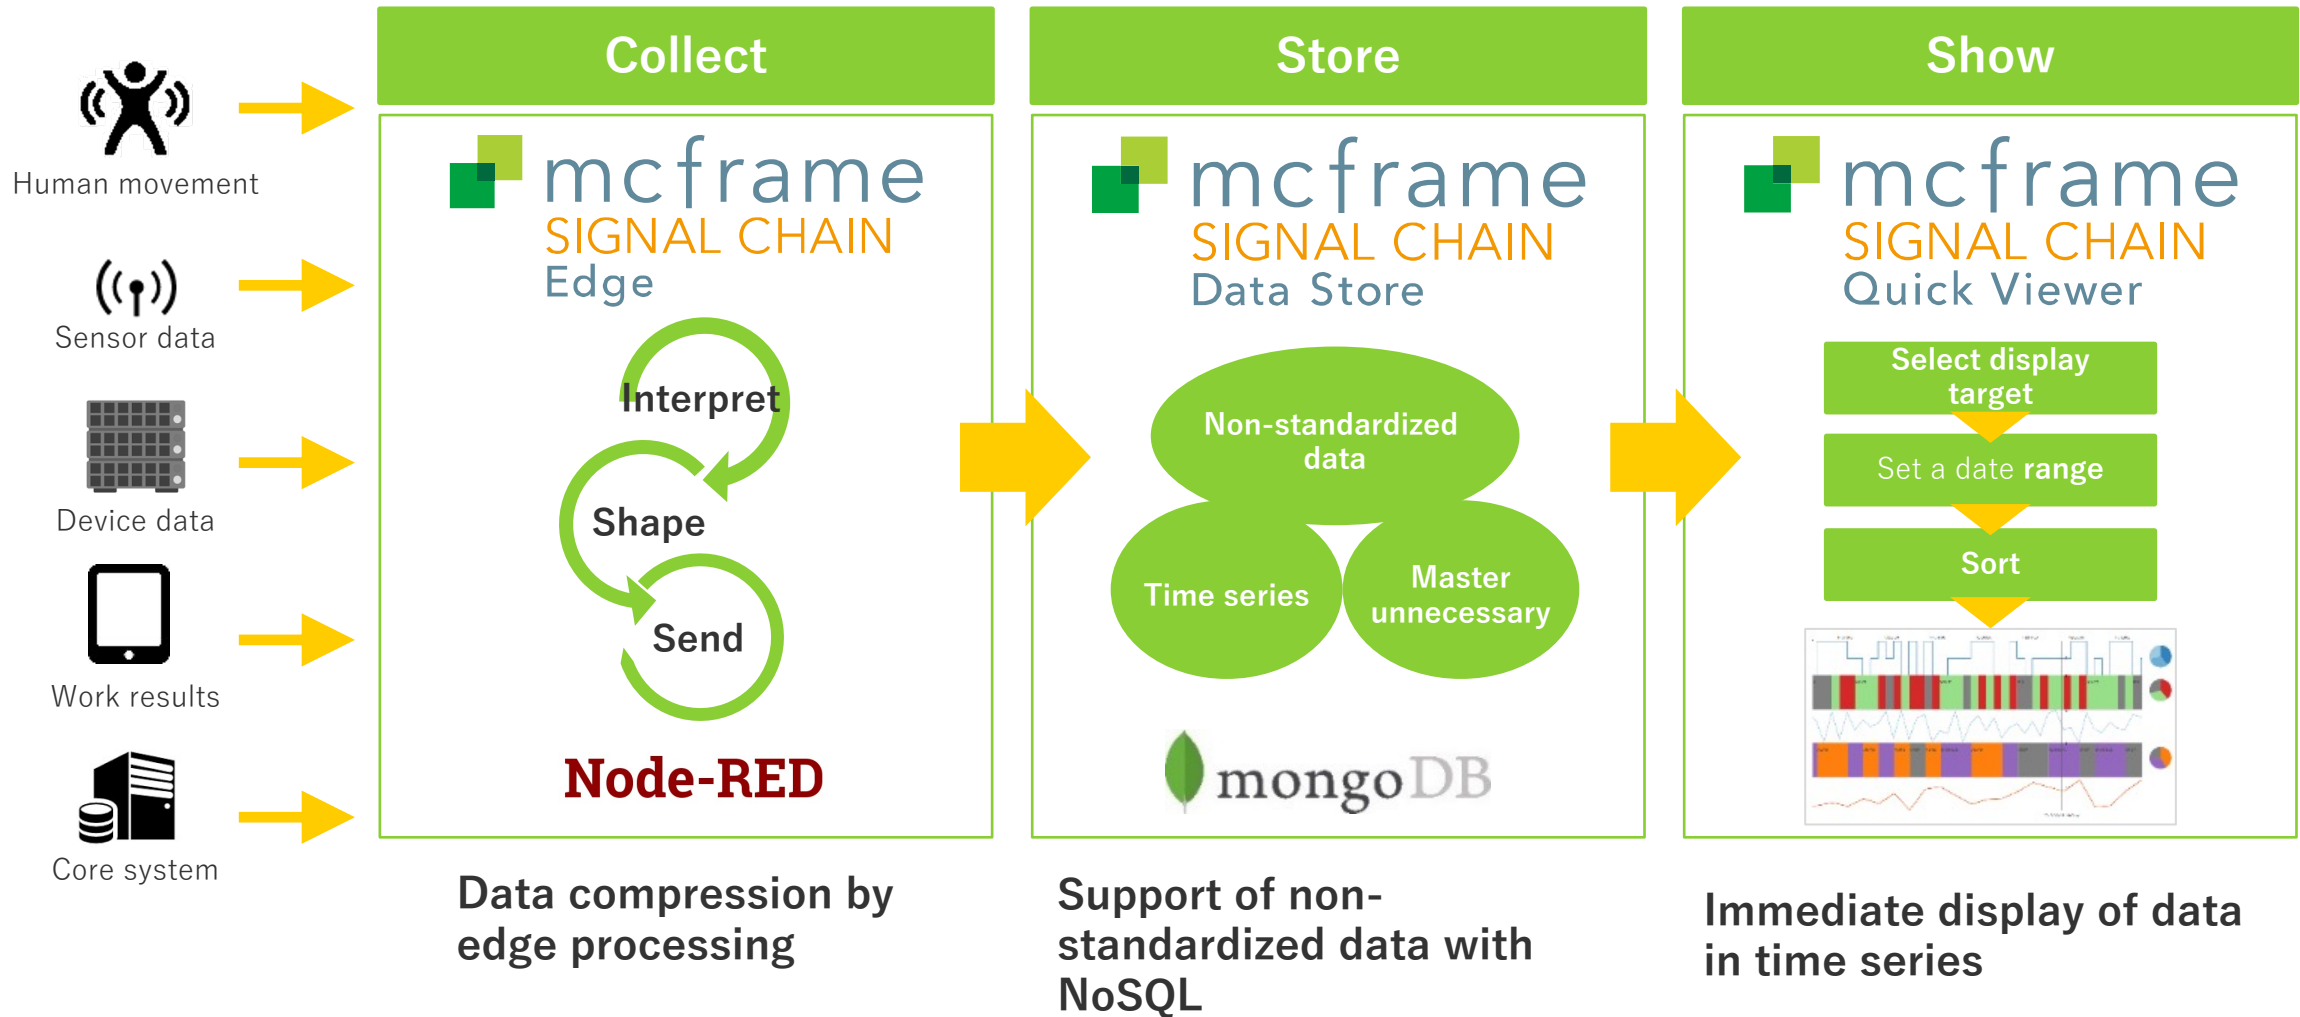 Human movement
Sensor data
Device data
Work results
Core system
Collect
mcframe
SIGNAL CHAIN
Edge
Interpret
Shape
Send
Node-RED
Data compression by
edge processing
Store
mcframe
SIGNAL CHAIN
Data Store
Non-standardized
data
Time series
Master
unnecessary
mongoDB
Support of non-
standardized data with
NoSQL
Show
mcframe
SIGNAL CHAIN
Quick Viewer
Select display
target
Set a date range
Sort
Immediate display of data
in time series